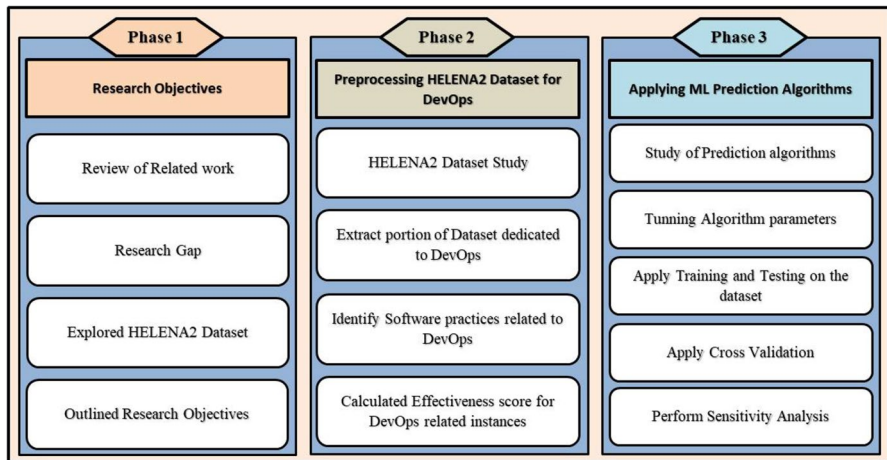 Phase 1
Research Objectives
Review of Related work
Research Gap
Explored HELENA2 Dataset
Outlined Research Objectives
Phase 2
Preprocessing HELENA2 Dataset for
DevOps
HELENA2 Dataset Study
Extract portion of Dataset dedicated
to DevOps
Identify Software practices related to
DevOps
Calculated Effectiveness score for
DevOps related instances
Phase 3
Applying ML Prediction Algorithms
Study of Prediction algorithms
Tunning Algorithm parameters
Apply Training and Testing on the
dataset
Apply Cross Validation
Perform Sensitivity Analysis